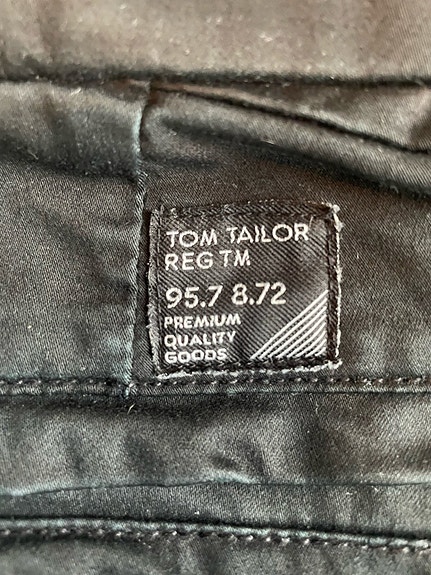 TOM TAILOR
REG TM
95.7 8.72
PREMIUM
QUALITY
GOODS